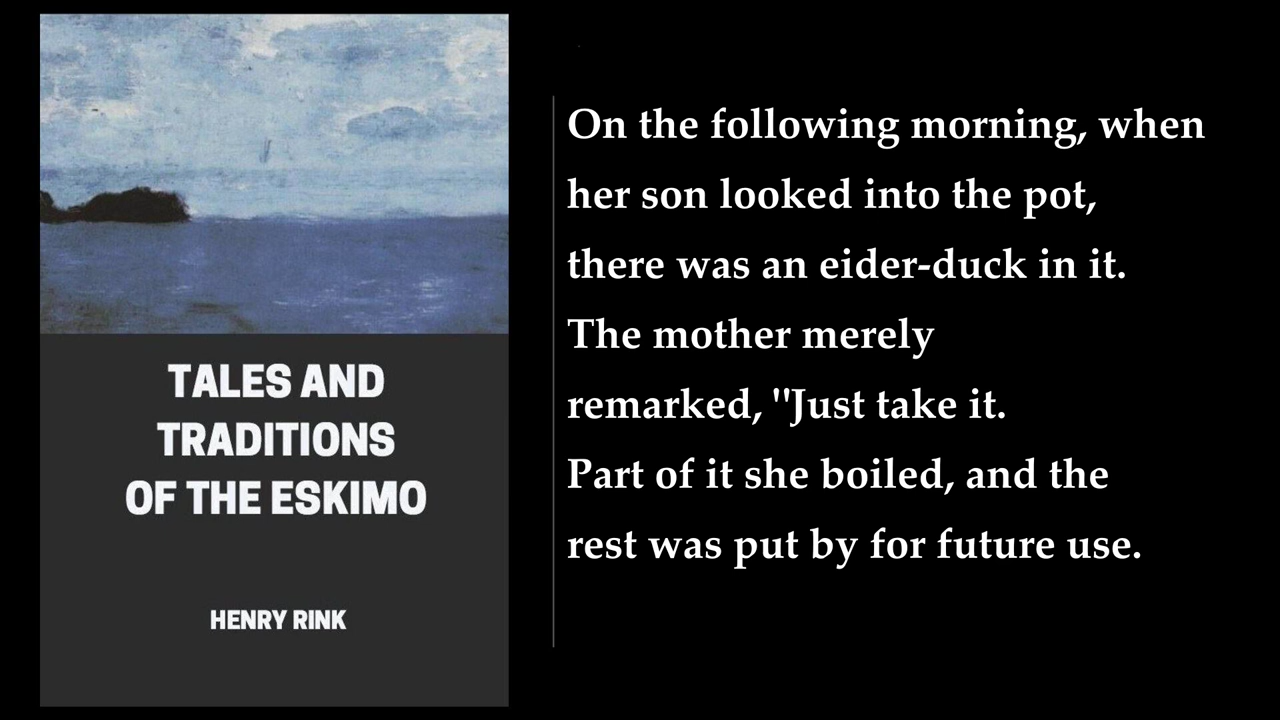 TALES AND
TRADITIONS
OF THE ESKIMO
HENRY RINK
On the following morning, when
her son looked into the pot,
there was an eider-duck in it.
The mother merely
remarked, "Just take it.
Part of it she boiled, and the
rest was put by for future use.